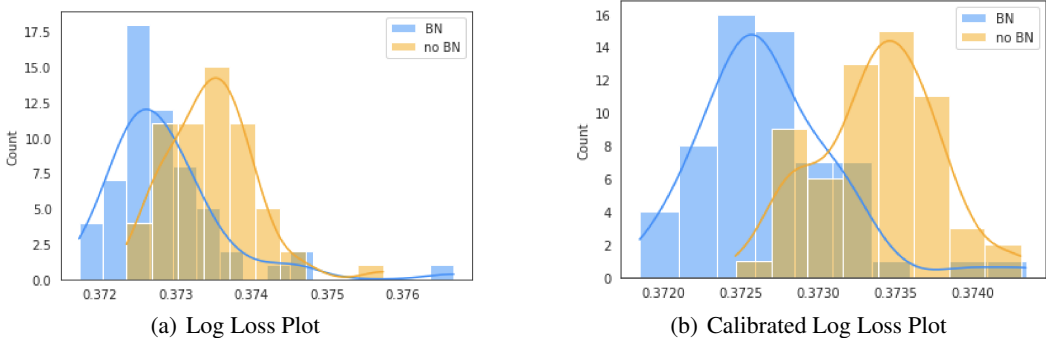 BN
no BN
17.5
15.0
12.5
10.0
7.5
5.0
2.5
0.0
Count
0.372 0.373 0.374 0.375 0.376
(a) Log Loss Plot
BN
no BN
16
14
12
10
8
6
4
2
0
Count
0.3720 0.3725 0.3730 0.3735 0.3740
(b) Calibrated Log Loss Plot